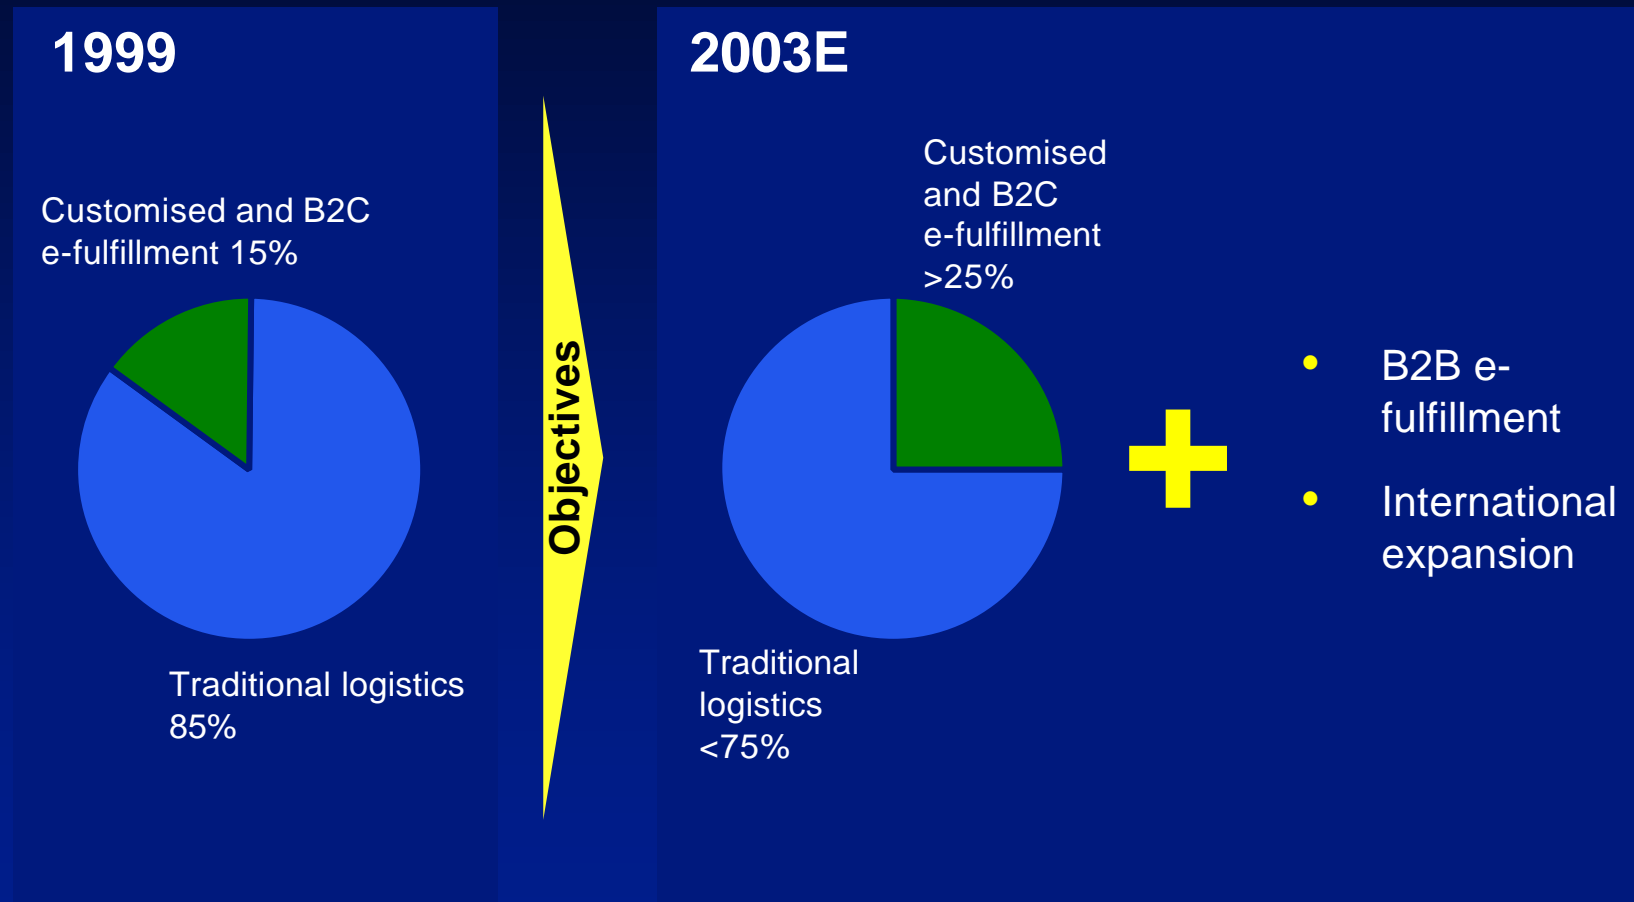 1999
Customised and B2C
e-fulfillment 15%
Traditional logistics
85%
Objectives
2003E
Customised
and B2C
e-fulfillment
>25%
Traditional
logistics
<75%
• B2B e-
fulfillment
• International
expansion